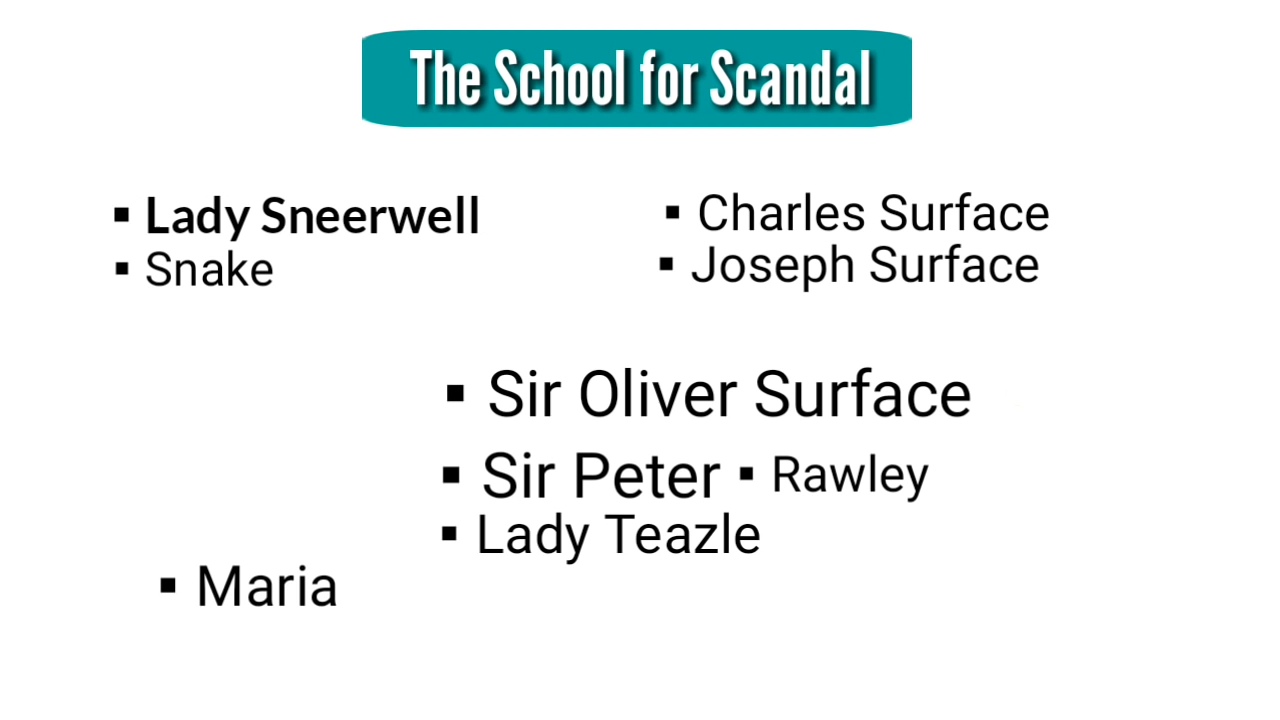 The School for Scandal
▪ Lady Sneerwell
▪ Snake
▪ Charles Surface
▪ Joseph Surface
▪ Sir Oliver Surface
▪ Sir Peter ▪ Rawley
▪ Lady Teazle
▪ Maria